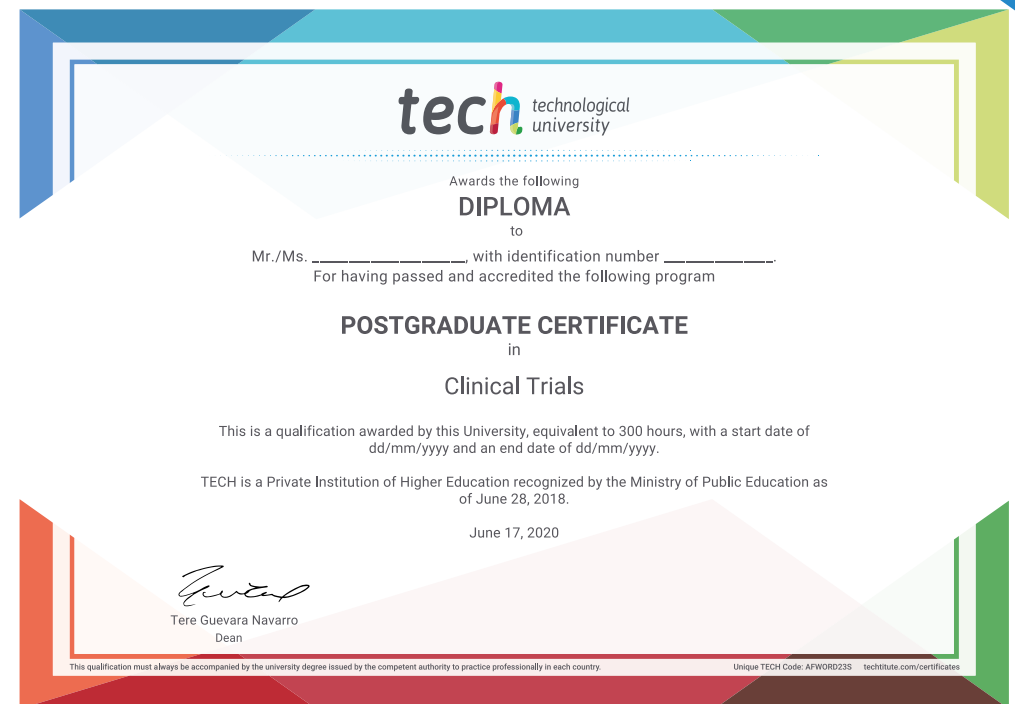 tech technological
university
Awards the following
DIPLOMA
to
Mr./Ms. _____________________, with identification number _______________.
For having passed and accredited the following program
POSTGRADUATE CERTIFICATE
in
Clinical Trials
This is a qualification awarded by this University, equivalent to 300 hours, with a start date of
dd/mm/yyyy and an end date of dd/mm/yyyy.
TECH is a Private Institution of Higher Education recognized by the Ministry of Public Education as
of June 28, 2018.
June 17, 2020
Tere Guevara Navarro
Dean
This qualification must always be accompanied by the university degree issued by the competent authority to practice professionally in each country.
Unique TECH Code: AFWORD23S techtitute.com/certificates